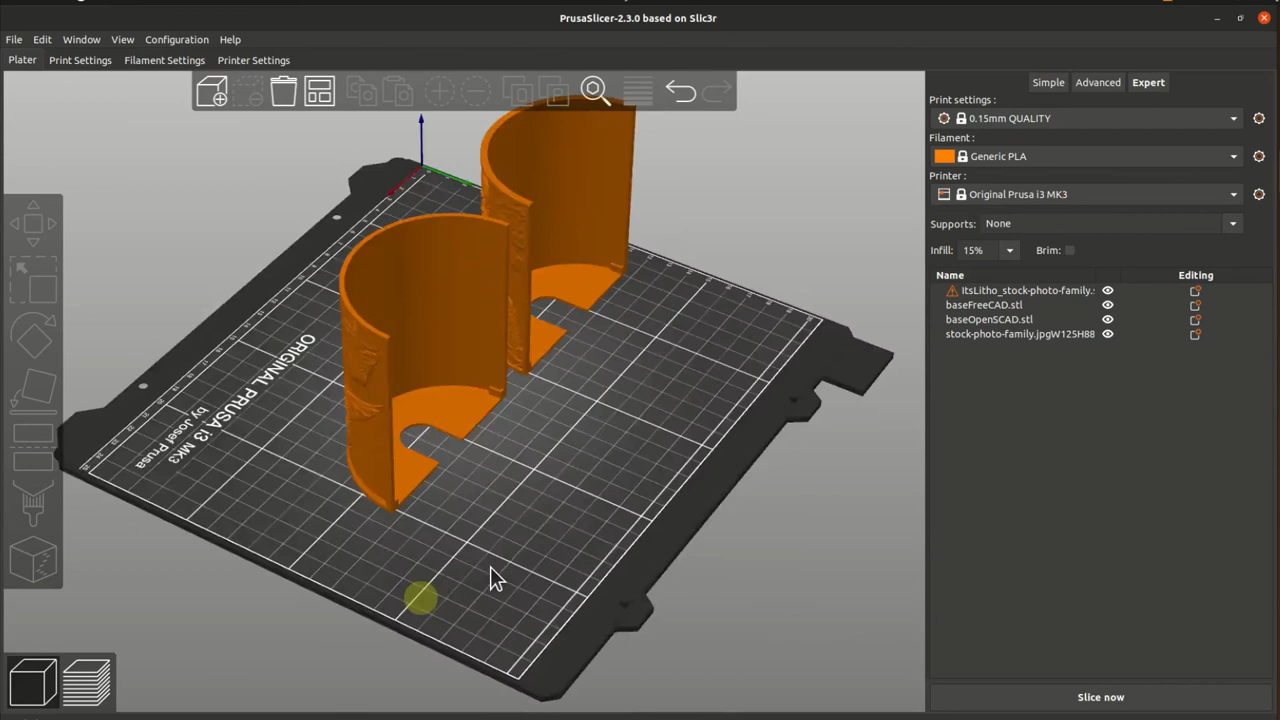 PrusaSlicer-2.3.0 based on Slic3r
File Edit Window View Configuration Help
Plater Print Settings Filament Settings Printer Settings
Simple Advanced Expert
Print settings:
0.15mm QUALITY
Filament :
Generic PLA
Printer :
Original Prusa i3 MK3
Supports: None
Infill: 15% Brim:
Name Editing
ItsLitho_stock-photo-family.s
baseFreeCAD.stl
baseOpenSCAD.stl
stock-photo-family.jpgW125H88
ORIGINAL PRUSA i3 MK3
by Josef Prusa
Slice now